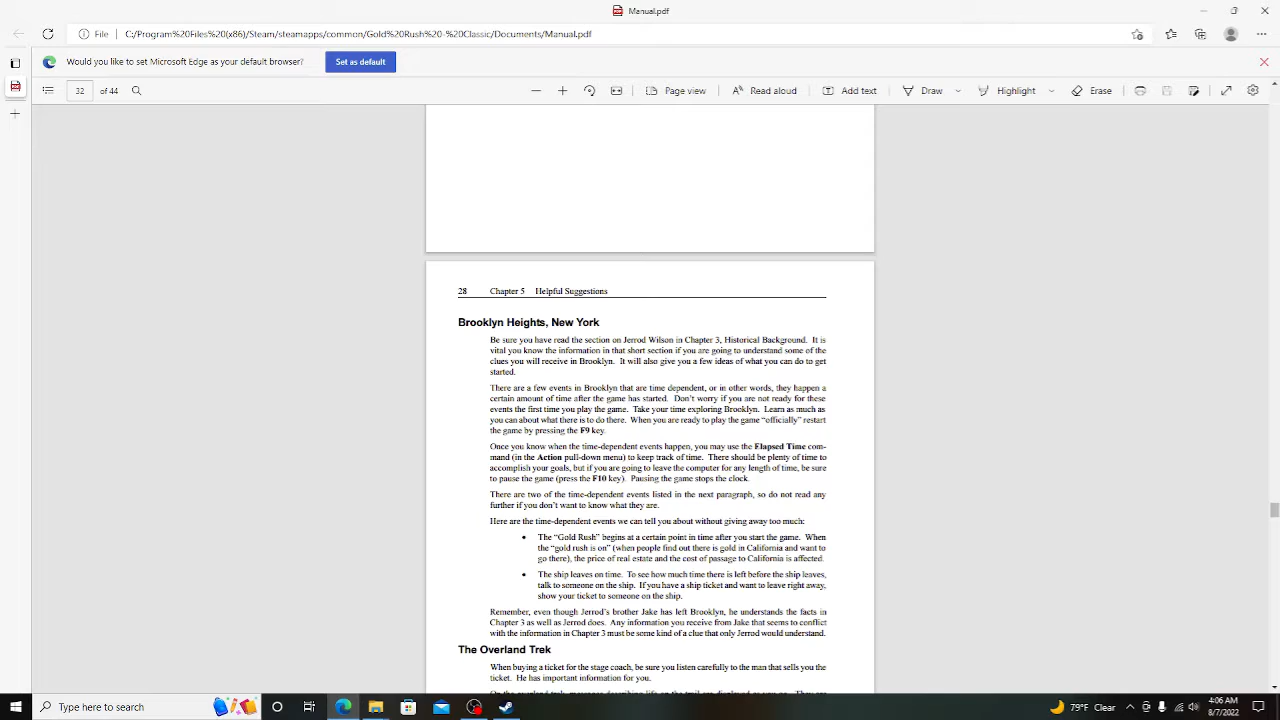 Manual.pdf
File C:/Program%20Files%20(x86)/Steam/steamapps/common/Gold%20Rush%20-%20Classic/Documents/Manual.pdf
Would you like to set Microsoft Edge as your default browser? Set as default
32 of 44 Page view Read aloud Add text Draw Highlight Erase
28 Chapter 5 Helpful Suggestions
Brooklyn Heights, New York
Be sure you have read the section on Jerrod Wilson in Chapter 3, Historical Background. It is
vital you know the information in that short section if you are going to understand some of the
clues you will receive in Brooklyn. It will also give you a few ideas of what you can do to get
started.
There are a few events in Brooklyn that are time dependent, or in other words, they happen a
certain amount of time after the game has started. Don't worry if you are not ready for these
events the first time you play the game. Take your time exploring Brooklyn. Learn as much as
you can about what there is to do there. When you are ready to play the game “officially” restart
the game by pressing the F9 key.
Once you know when the time-dependent events happen, you may use the Elapsed Time com-
mand (in the Action pull-down menu) to keep track of time. There should be plenty of time to
accomplish your goals, but if you are going to leave the computer for any length of time, be sure
to pause the game (press the F10 key). Pausing the game stops the clock.
There are two of the time-dependent events listed in the next paragraph, so do not read any
further if you don't want to know what they are.
Here are the time-dependent events we can tell you about without giving away too much:
• The “Gold Rush” begins at a certain point in time after you start the game. When
the “gold rush is on” (when people find out there is gold in California and want to
go there), the price of real estate and the cost of passage to California is affected.
• The ship leaves on time. To see how much time there is left before the ship leaves,
talk to someone on the ship. If you have a ship ticket and want to leave right away,
show your ticket to someone on the ship.
Remember, even though Jerrod's brother Jake has left Brooklyn, he understands the facts in
Chapter 3 as well as Jerrod does. Any information you receive from Jake that seems to conflict
with the information in Chapter 3 must be some kind of a clue that only Jerrod would understand.
The Overland Trek
When buying a ticket for the stage coach, be sure you listen carefully to the man that sells you the
ticket. He has important information for you.
On the overland trek, messages describing life on the trail are displayed as you go. They are
Type here to search
79°F Clear
4:06 AM
8/7/2022